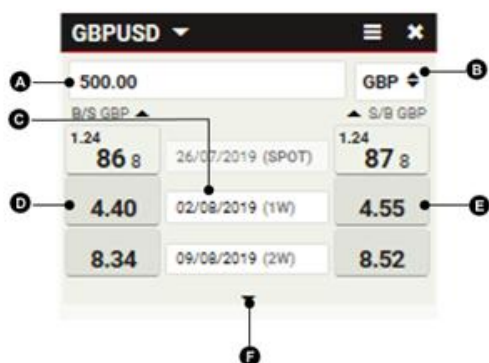 GBPUSD
A 500.00 GBP B
C B/S GBP S/B GBP
1.24 86 8 26/07/2019 (SPOT) 1.24 87 8
D 4.40 02/08/2019 (1W) 4.55 E
8.34 09/08/2019 (2W) 8.52
F